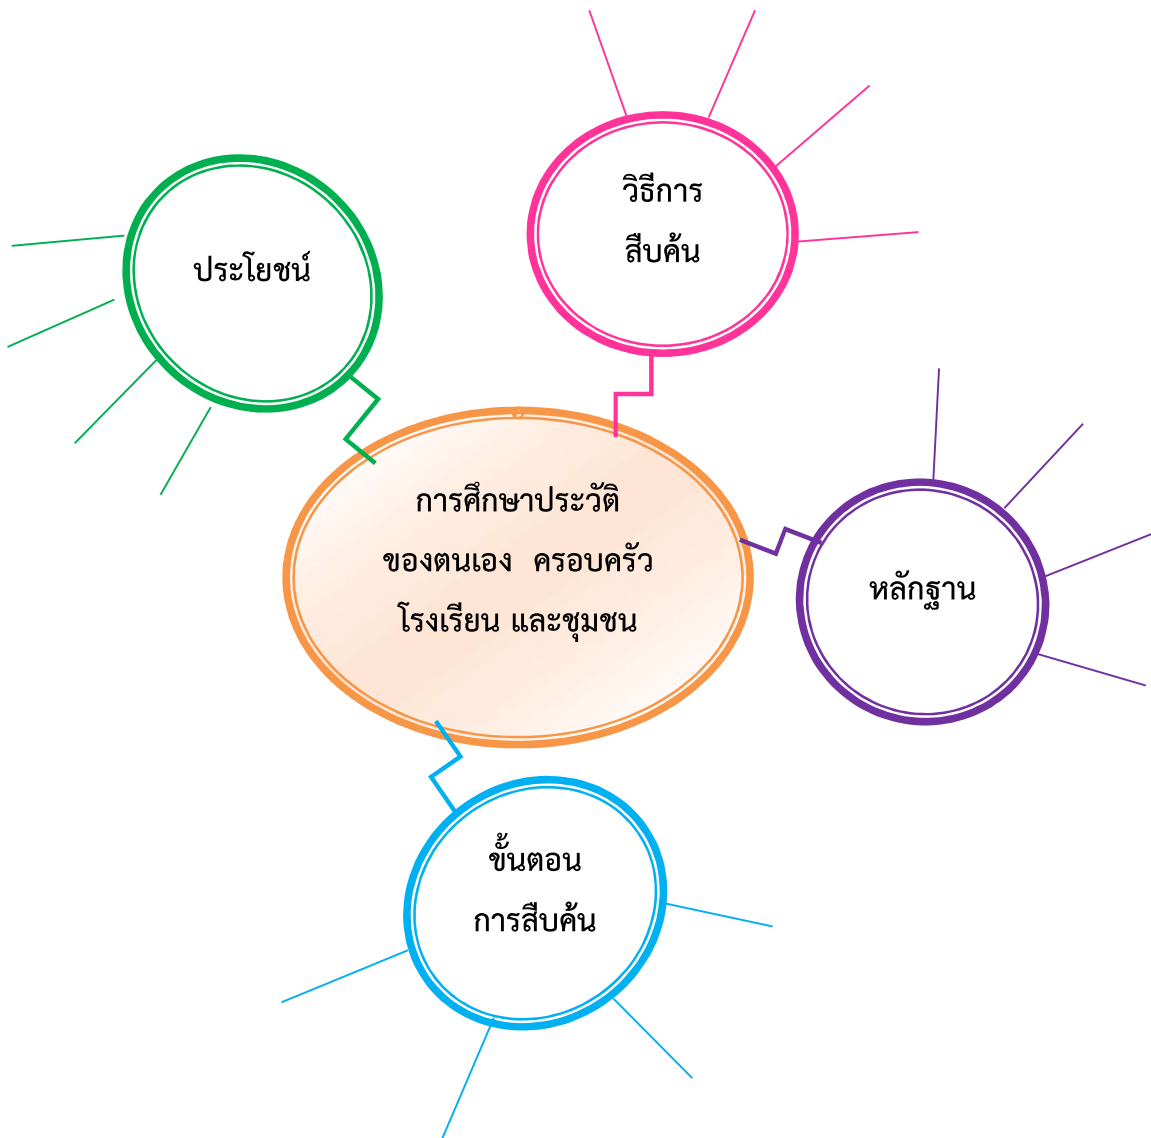 วิธีการ
สืบค้น
ประโยชน์
การศึกษาประวัติ
ของตนเอง ครอบครัว
โรงเรียน และชุมชน
หลักฐาน
ขั้นตอน
การสืบค้น